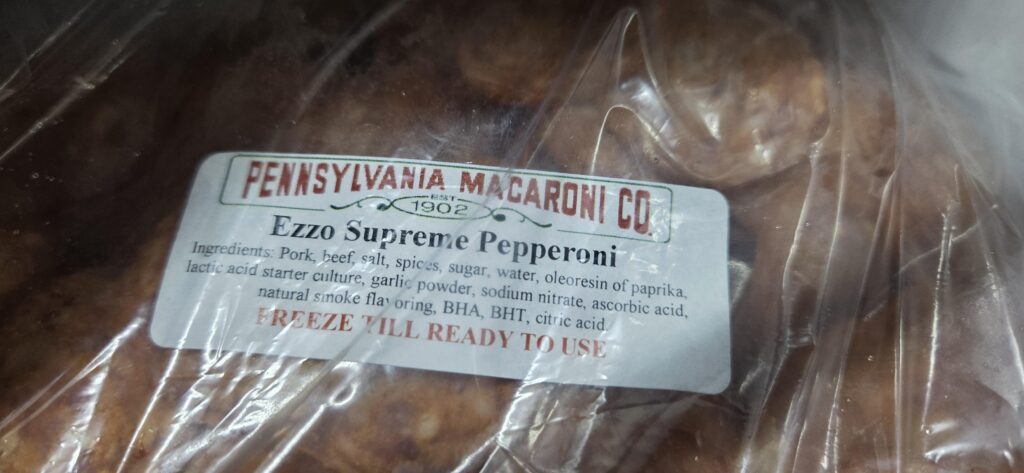 PENNSYLVANIA MACARONI CO.
EST
1902
Ezzo Supreme Pepperoni
Ingredients: Pork, beef, salt, spices, sugar, water, oleoresin of paprika,
lactic acid starter culture, garlic powder, sodium nitrate, ascorbic acid,
natural smoke flavoring, BHA, BHT, citric acid.
FREEZE TILL READY TO USE